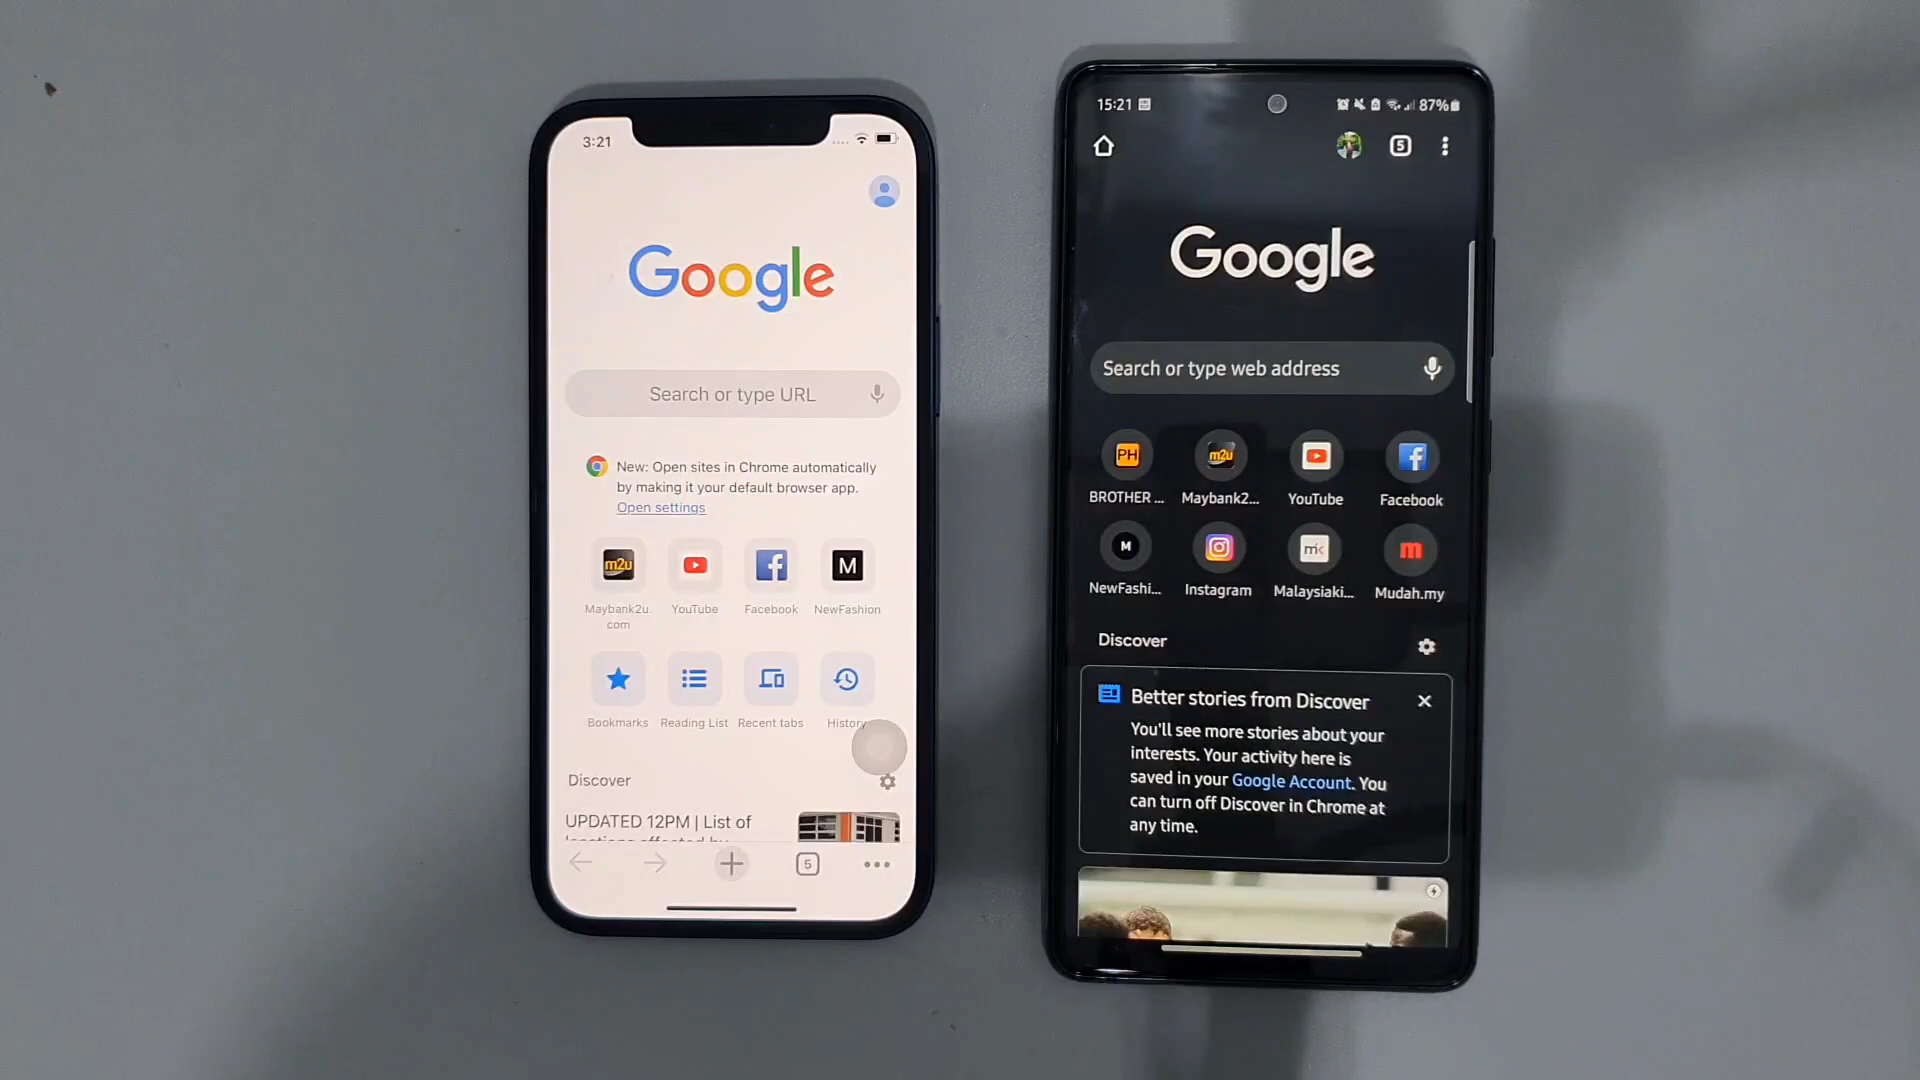 3:21
Google
Search or type URL
New: Open sites in Chrome automatically
by making it your default browser app.
Open settings
m2u
M
Maybank2u.
com
YouTube
Facebook
NewFashion
Bookmarks
Reading List
Recent tabs
History
Discover
UPDATED 12PM | List of
5
15:21
87%
5
Google
Search or type web address
PH
m2u
BROTHER ...
Maybank2...
YouTube
Facebook
M
mk
m
NewFashi...
Instagram
Malaysiaki...
Mudah.my
Discover
Better stories from Discover
You'll see more stories about your
interests. Your activity here is
saved in your Google Account. You
can turn off Discover in Chrome at
any time.